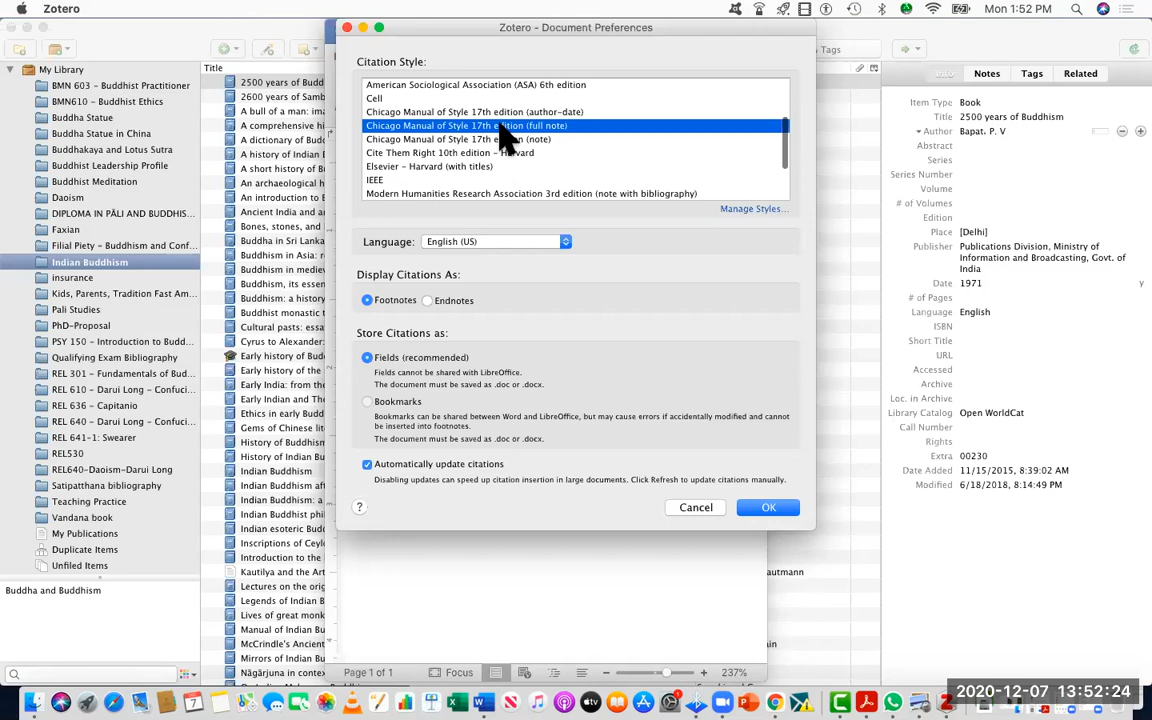 Zotero
Mon 1:52 PM
Zotero - Document Preferences
Citation Style:
American Sociological Association (ASA) 6th edition
Cell
Chicago Manual of Style 17th edition (author-date)
Chicago Manual of Style 17th edition (full note)
Chicago Manual of Style 17th e (note)
Cite Them Right 10th edition - Harvard
Elsevier - Harvard (with titles)
IEEE
Modern Humanities Research Association 3rd edition (note with bibliography)
Manage Styles...
Language: English (US)
Display Citations As:
Footnotes Endnotes
Store Citations as:
Fields (recommended)
Fields cannot be shared with LibreOffice.
The document must be saved as .doc or .docx.
Bookmarks
Bookmarks can be shared between Word and LibreOffice, but may cause errors if accidentally modified and cannot
be inserted into footnotes.
The document must be saved as .doc or .docx.
Automatically update citations
Disabling updates can speed up citation insertion in large documents. Click Refresh to update citations manually.
? Cancel OK
My Library
BMN 603 - Buddhist Practitioner
BMN610 - Buddhist Ethics
Buddha Statue
Buddha Statue in China
Buddhaka and Lotus Sutra
Buddhist Leadership Profile
Buddhist Meditation
Daoism
DIPLOMA IN PĀLI AND BUDDHIS...
Faxian
Filial Piety - Buddhism and Conf...
Indian Buddhism
insurance
Kids, Parents, Tradition Fast Am...
Pali Studies
PhD-Proposal
PSY 150 - Introduction to Buddh...
Qualifying Exam Bibliography
REL 301 - Fundamentals of Budd...
REL 610 - Darui Long - Confuci...
REL 636 - Capitanio
REL 640 - Darui Long - Confuci...
REL 641-1: Swearer
REL530
REL640-Daoism-Darui Long
Satipatthana bibliography
Teaching Practice
Vandana book
My Publications
Duplicate Items
Unfiled Items
Buddha and Buddhism
Title
2500 years of Budd
2600 years of Samb
A bull of a man: ima
A comparative histo
A dictionary of Budd
A history of Indian B
A short history of Bu
An archaeological h
An introduction to B
Ancient India and an
Bones, stones, and
Buddha in Sri Lanka
Buddhism in Asia: re
Buddhism in mediev
Buddhism: a history
Buddhist monastic t
Cultural pasts: essa
Cyrus to Alexander:
Early history of Bud
Early history of the
Early India: from the
Early Indian and The
Ethics in early Budd
Gems of Chinese lit
History of Buddhism
History of Indian Bu
Indian Buddhism
Indian Buddhism aft
Indian Buddhism: a
Indian Buddhist phil
Indian esoteric Budd
Inscriptions of Ceyl
Introduction to the
Kautilya and the Art
autmann
Lectures on the orig
Legends of Indian B
Lives of great monk
Manual of Indian Bu
McCrindle's Ancient
Mirrors of Indian Bu
Nāgārjuna in context
Page 1 of 1 Focus 237%
Tags
Info Notes Tags Related
Item Type Book
Title 2500 years of Buddhism
Author Bapat. P. V
Abstract
Series
Series Number
Volume
# of Volumes
Edition
Place [Delhi]
Publisher Publications Division, Ministry of
Information and Broadcasting, Govt. of
India
Date 1971 y
# of Pages
Language English
ISBN
Short Title
URL
Accessed
Archive
Loc. in Archive
Library Catalog Open WorldCat
Call Number
Rights
Extra 00230
Date Added 11/15/2015, 8:39:02 AM
Modified 6/18/2018, 8:14:49 PM
2020-12-07 13:52:24